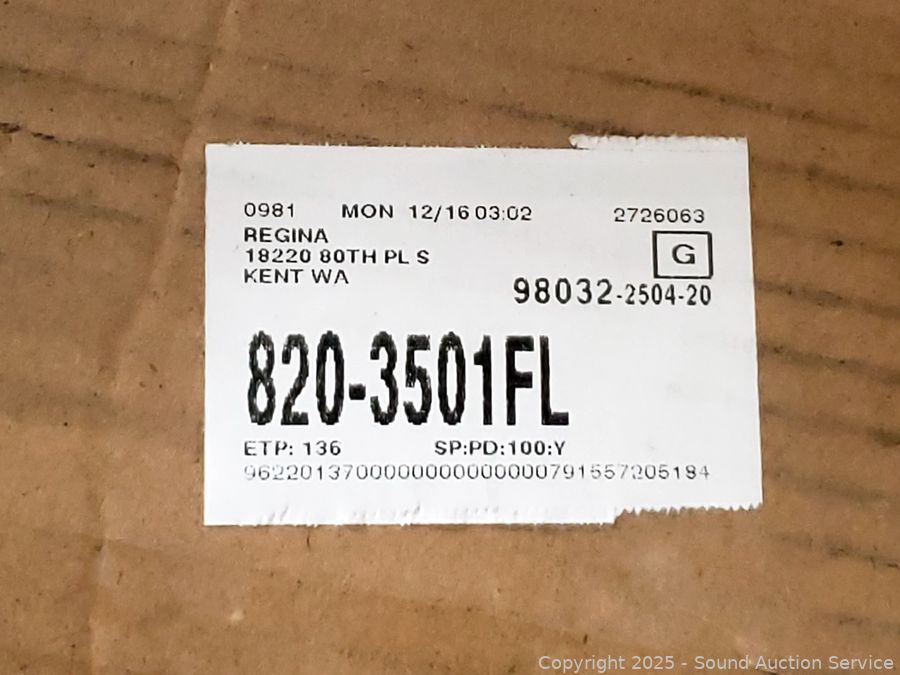 0981 MON 12/16 03:02 2726063
REGINA
G
18220 80TH PL S
KENT WA
98032-2504-20
820-3501FL
ETP: 136 SP:PD:100:Y
9622013700000000000000791557205184
Copyright 2025 - Sound Auction Service